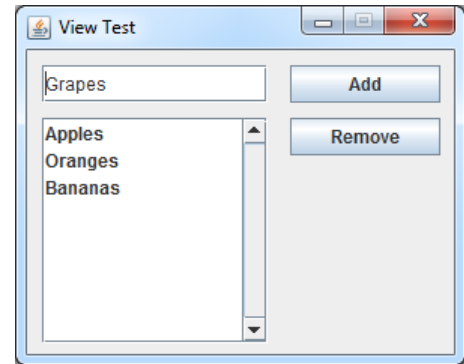 View Test
Grapes
Add
Apples
Remove
Oranges
Bananas